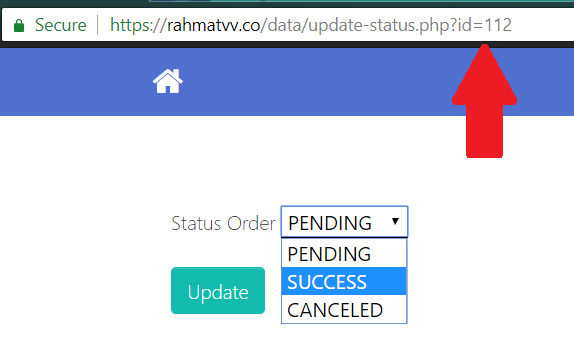 Secure | https://rahmatvv.co/data/update-status.php?id=112
Status Order PENDING
PENDING
SUCCESS
CANCELED
Update